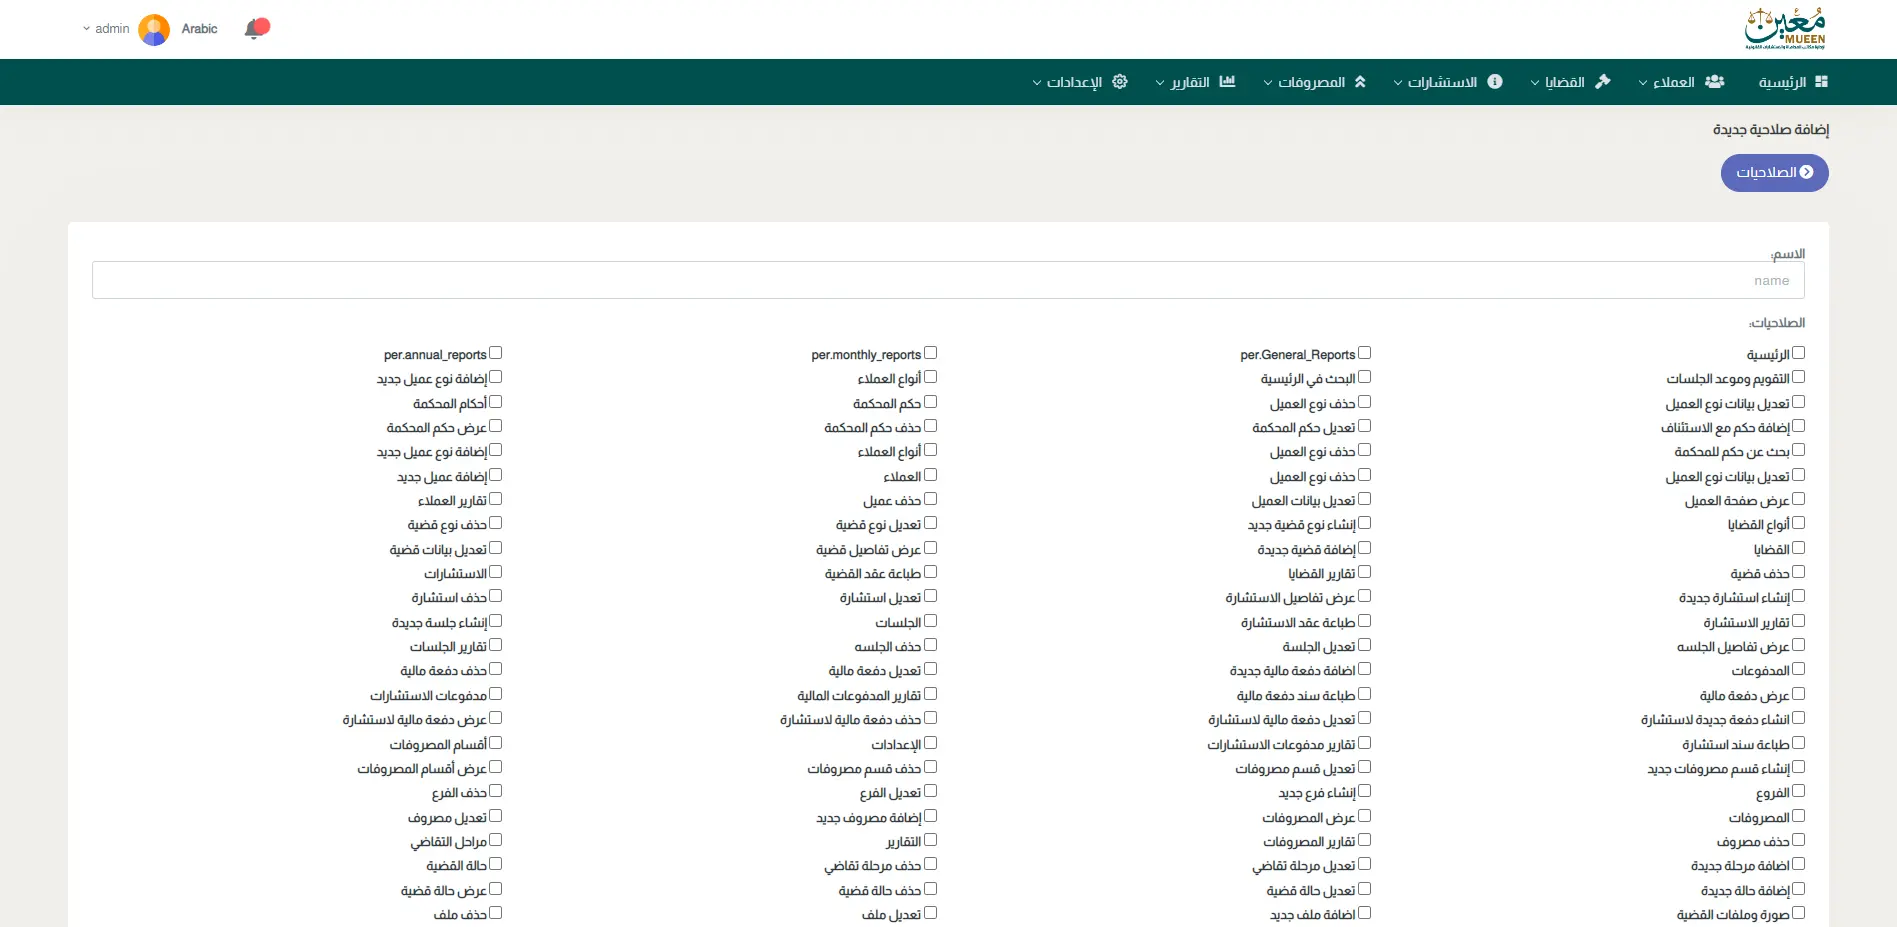 مُعين
MUEEN
Arabic
admin
الرئيسية
العملاء
القضايا
الاستشارات
المصروفات
التقارير
الإعدادات
إضافة صلاحية جديدة
الصلاحيات
الاسم:
name
الصلاحيات:
الرئيسية per.General_Reports per.monthly_reports per.annual_reports
التقويم وموعد الجلسات البحث في الرئيسية أنواع العملاء إضافة نوع عميل جديد
تعديل بيانات نوع العميل حذف نوع العميل حكم المحكمة أحكام المحكمة
إضافة حكم مع الاستئناف تعديل حكم المحكمة حذف حكم المحكمة عرض حكم المحكمة
بحث عن حكم للمحكمة حذف نوع العميل أنواع العملاء إضافة نوع عميل جديد
تعديل بيانات نوع العميل حذف نوع العميل العملاء إضافة عميل جديد
عرض صفحة العميل تعديل بيانات العميل حذف عميل تقارير العملاء
أنواع القضايا إنشاء نوع قضية جديد تعديل نوع قضية حذف نوع قضية
القضايا إضافة قضية جديدة عرض تفاصيل قضية تعديل بيانات قضية
حذف قضية تقارير القضايا طباعة عقد القضية الاستشارات
إنشاء استشارة جديدة عرض تفاصيل الاستشارة تعديل استشارة حذف استشارة
تقارير الاستشارة طباعة عقد الاستشارة الجلسات إنشاء جلسة جديدة
عرض تفاصيل الجلسه تعديل الجلسة حذف الجلسه تقارير الجلسات
المدفوعات اضافة دفعة مالية جديدة تعديل دفعة مالية حذف دفعة مالية
عرض دفعة مالية طباعة سند دفعة مالية تقارير المدفوعات المالية مدفوعات الاستشارات
انشاء دفعة جديدة لاستشارة تعديل دفعة مالية لاستشارة حذف دفعة مالية لاستشارة عرض دفعة مالية لاستشارة
طباعة سند استشارة تقارير مدفوعات الاستشارات الإعدادات أقسام المصروفات
إنشاء قسم مصروفات جديد تعديل قسم مصروفات حذف قسم مصروفات عرض أقسام المصروفات
الفروع إنشاء فرع جديد تعديل الفرع حذف الفرع
المصروفات عرض المصروفات إضافة مصروف جديد تعديل مصروف
حذف مصروف تقارير المصروفات التقارير مراحل التقاضي
اضافة مرحلة جديدة تعديل مرحلة تقاضي حذف مرحلة تقاضي حالة القضية
إضافة حالة جديدة تعديل حالة قضية حذف حالة قضية عرض حالة قضية
صورة وملفات القضية اضافة ملف جديد تعديل ملف حذف ملف